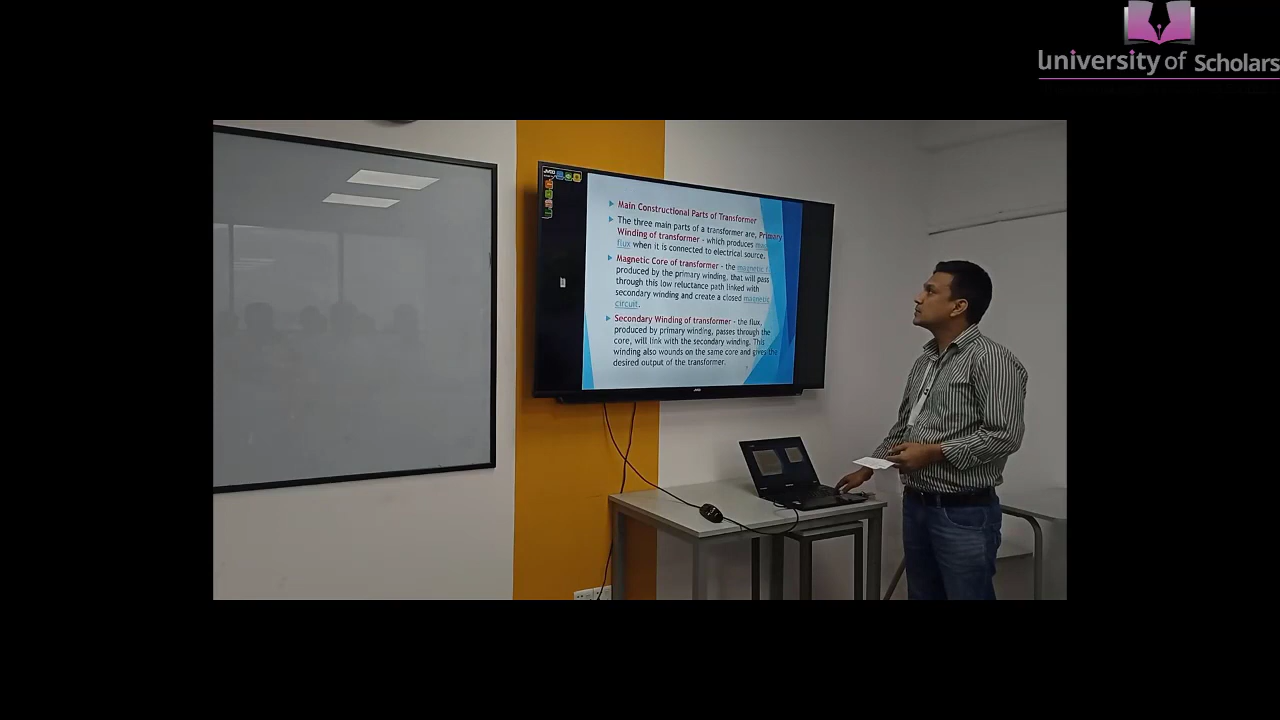 university of Scholars
Main Constructional Parts of Transformer
The three main parts of a transformer are, Primary
Winding of transformer - which produces
flux when it is connected to electrical source.
Magnetic Core of transformer - the magnetic
produced by the primary winding, that will pass
through this low reluctance path linked with
secondary winding and create a closed magnetic
circuit.
Secondary Winding of transformer - the flux,
produced by primary winding, passes through the
core, will link with the secondary winding. This
winding also wounds on the same core and gives the
desired output of the transformer.